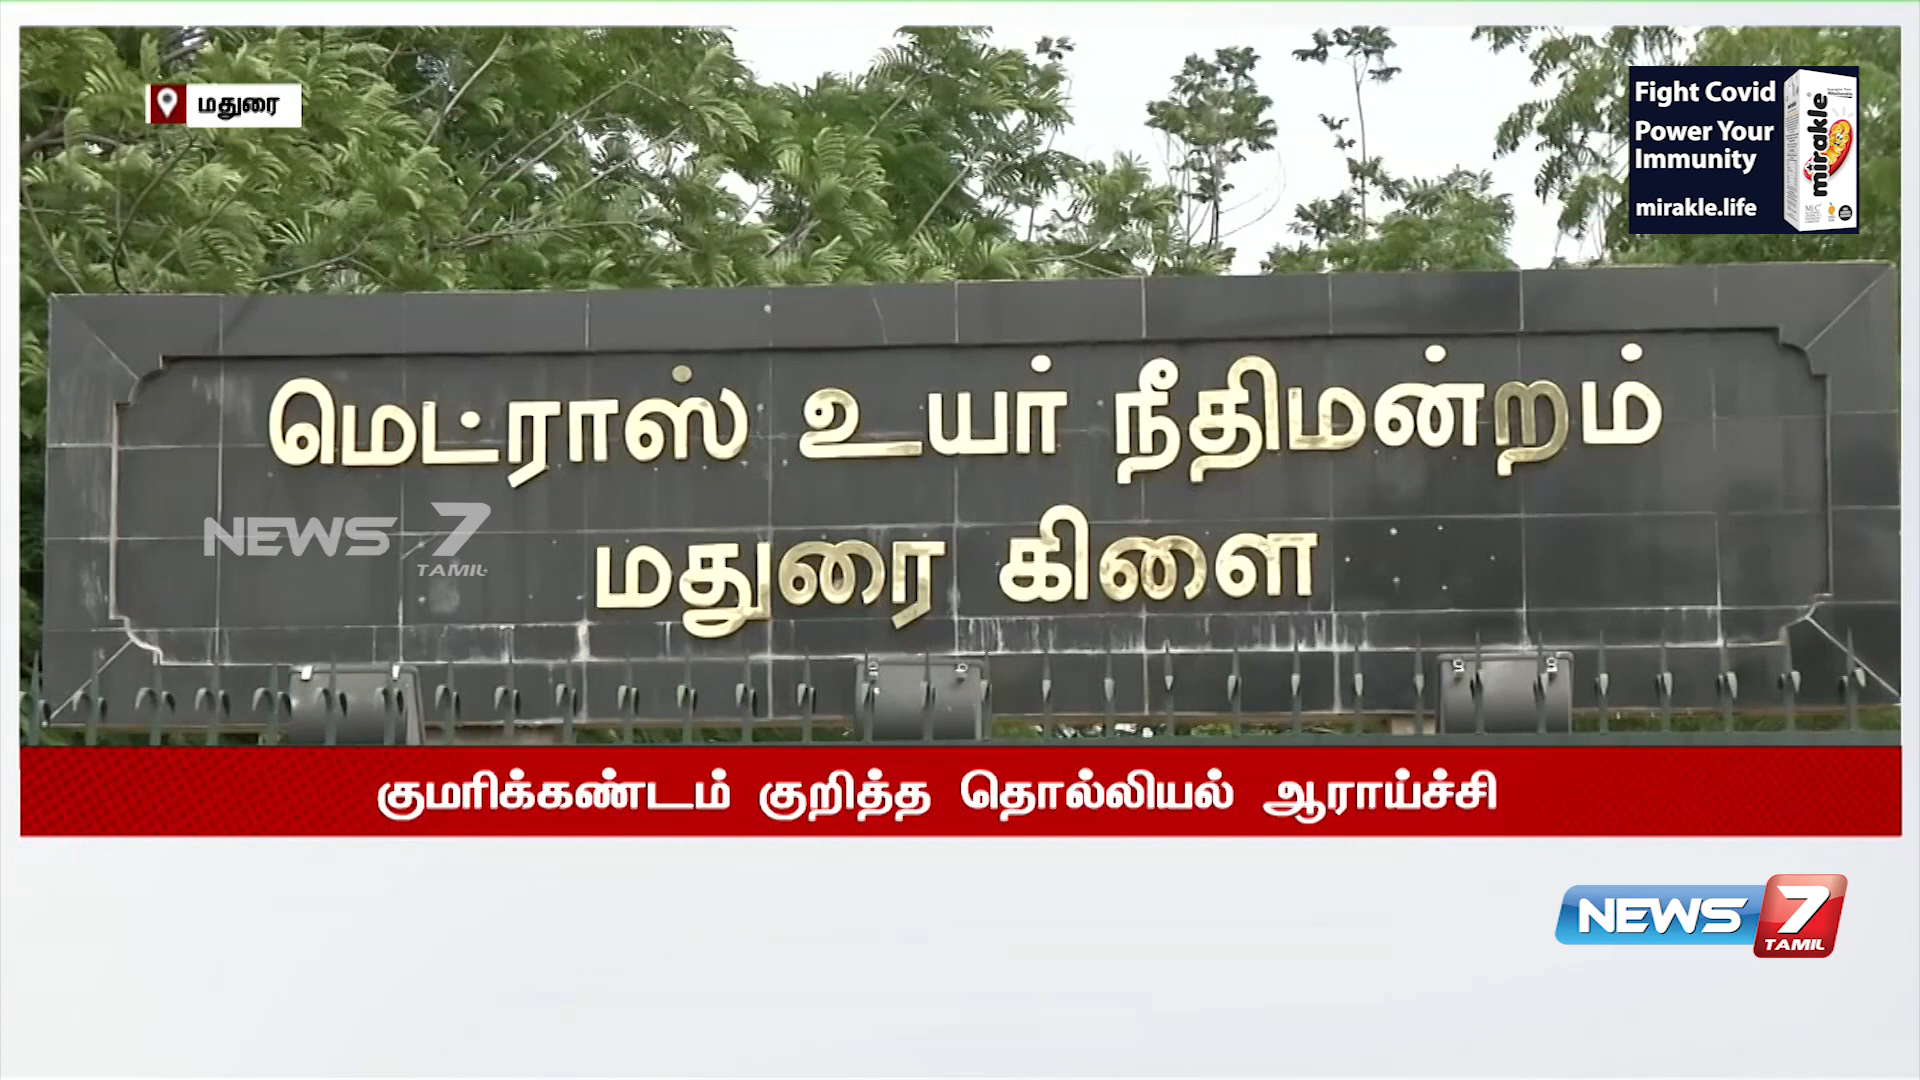 மதுரை
Fight Covid
Power Your
Immunity
mirakle.life
mirakle
மெட்ராஸ் உயர் நீதிமன்றம்
மதுரை கிளை
NEWS 7
TAMIL
குமரிக்கண்டம் குறித்த தொல்லியல் ஆராய்ச்சி
NEWS 7
TAMIL